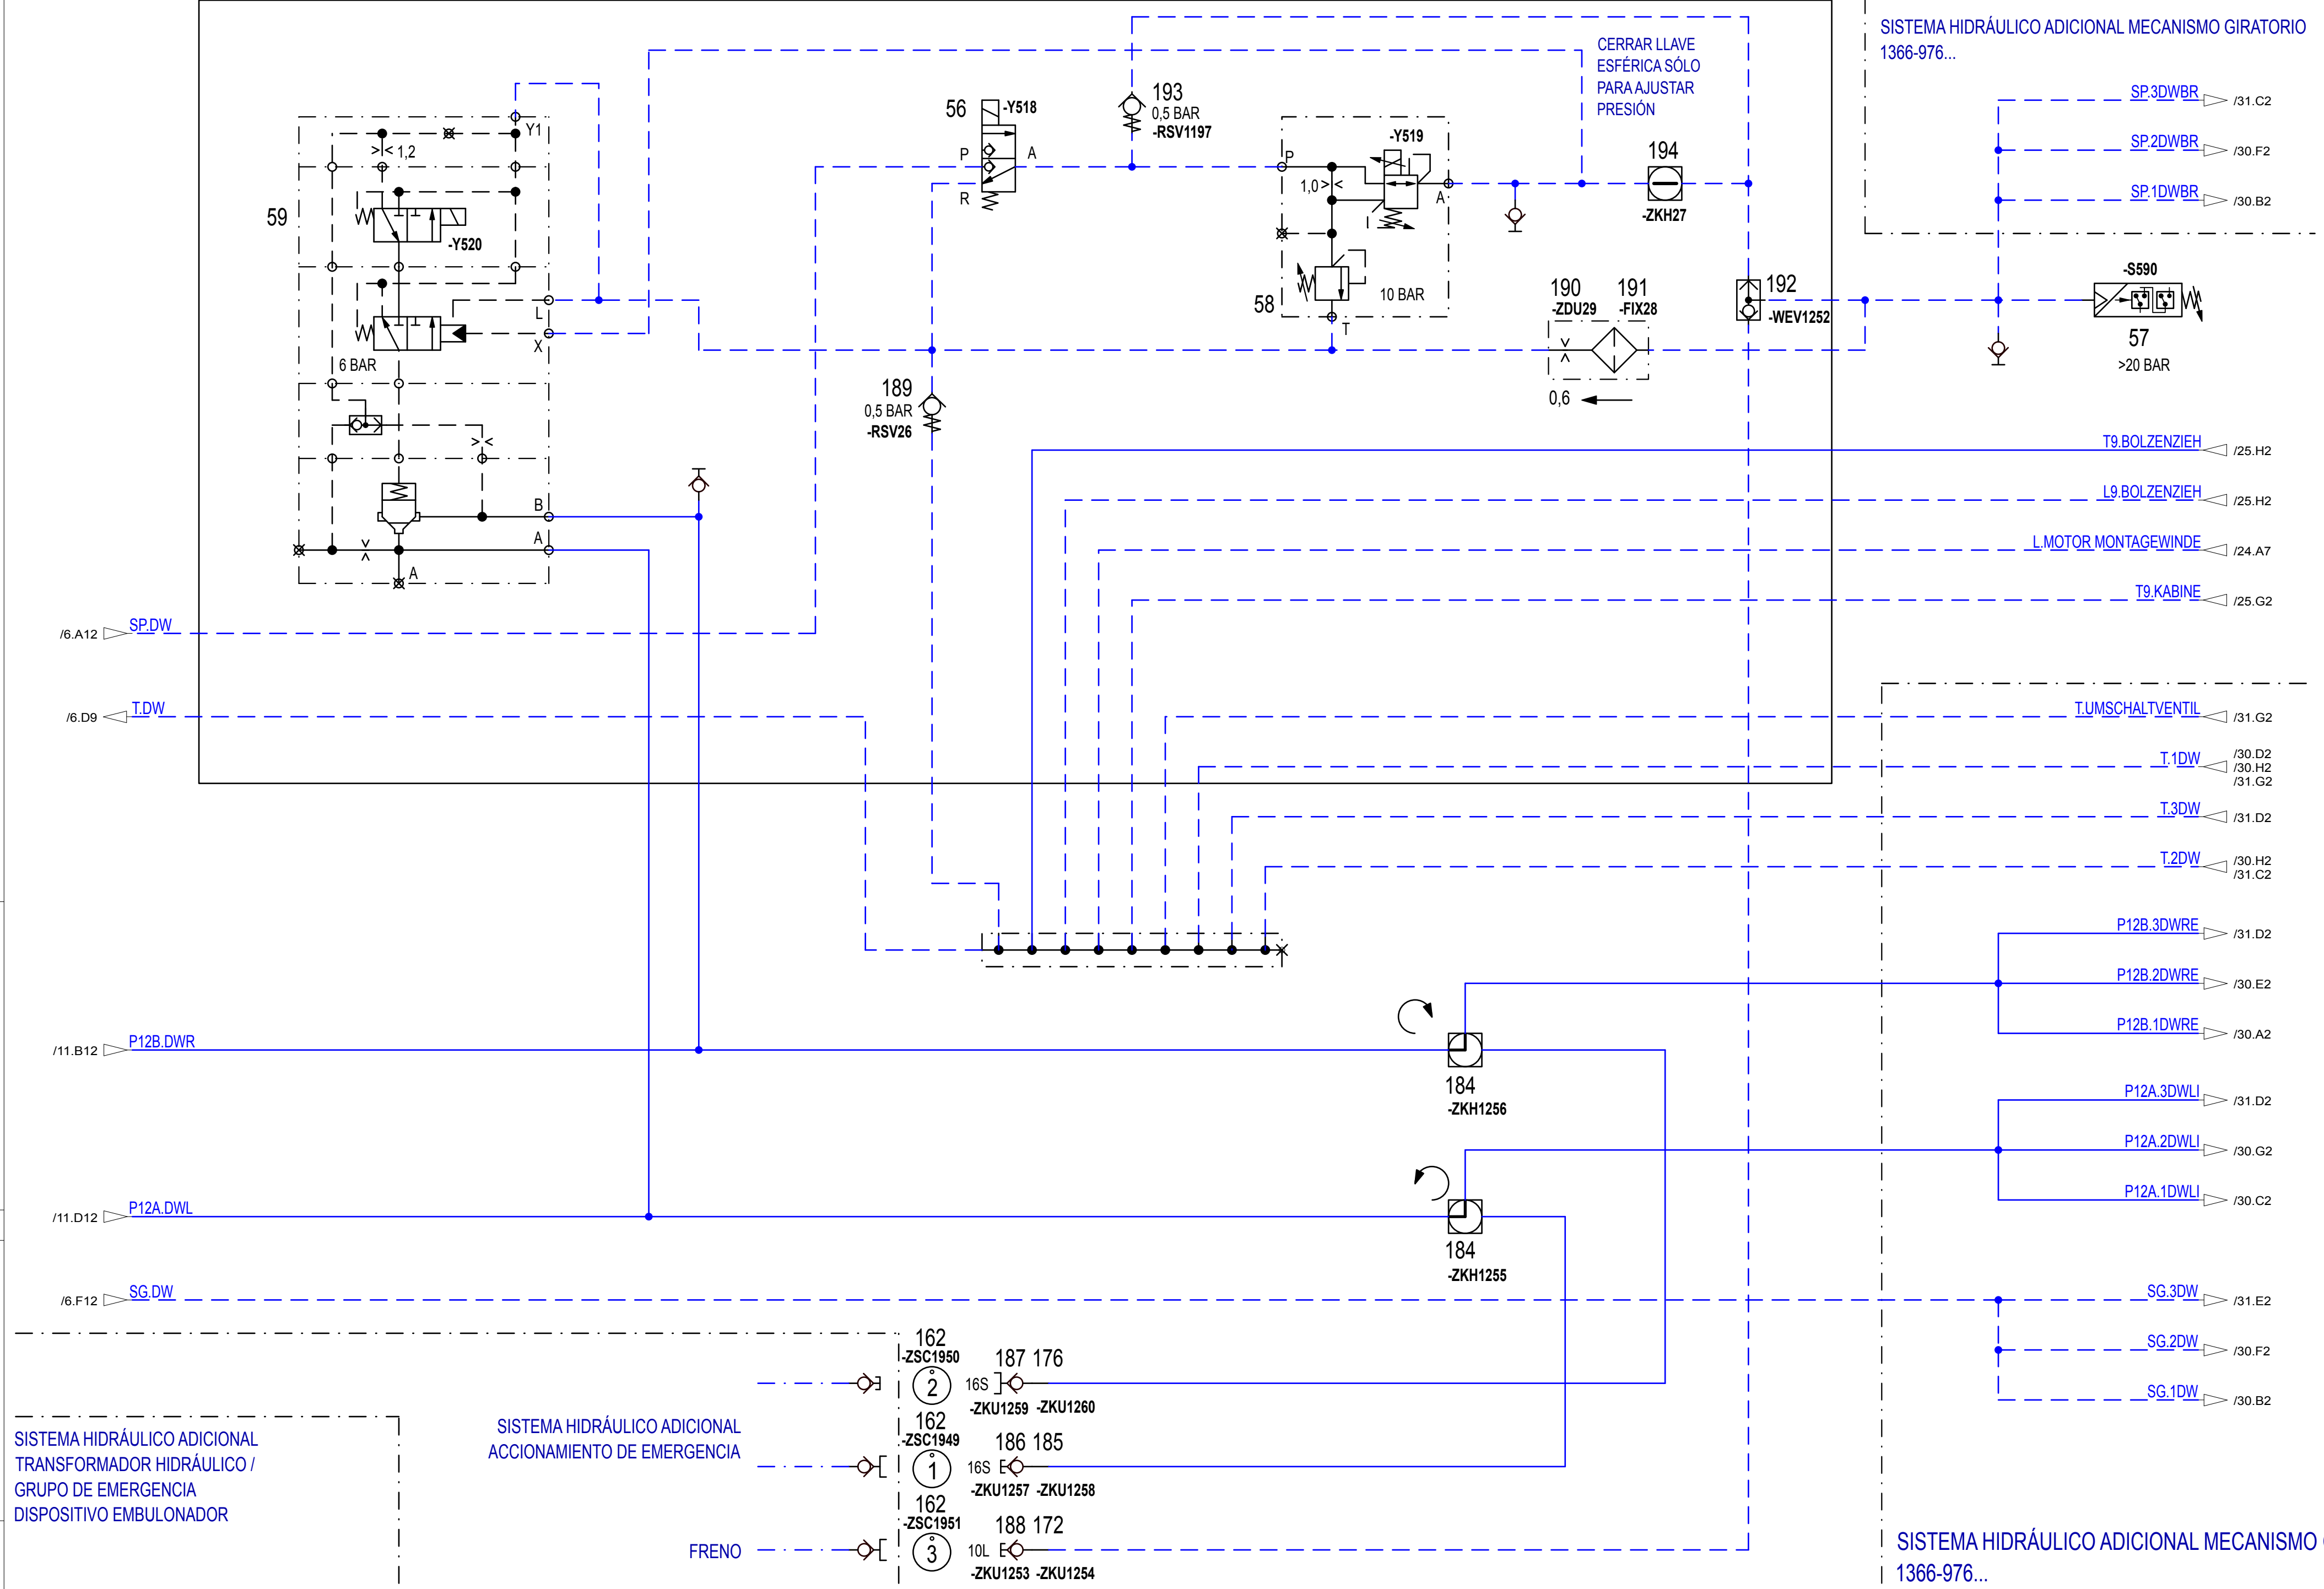 SISTEMA HIDRÁULICO ADICIONAL MECANISMO GIRATORIO
1366-976...
CERRAR LLAVE
ESFÉRICA SÓLO
PARA AJUSTAR
PRESIÓN
SP.3DWBR /31.C2
SP.2DWBR /30.F2
SP.1DWBR /30.B2
59
Y1
1,2
-Y520
L
X
6 BAR
B
A
A
56
-Y518
P
A
R
193
0,5 BAR
-RSV1197
P
-Y519
1,0
A
58
10 BAR
T
194
-ZKH27
190
-ZDU29
191
-FIX28
0,6
192
-WEV1252
-S590
57
>20 BAR
189
0,5 BAR
-RSV26
T9.BOLZENZIEH /25.H2
L9.BOLZENZIEH /25.H2
L.MOTOR MONTAGEWINDE /24.A7
T9.KABINE /25.G2
/6.A12 SP.DW
/6.D9 T.DW
T.UMSCHALTVENTIL /31.G2
T.1DW /30.D2
/30.H2
/31.G2
T.3DW /31.D2
T.2DW /30.H2
/31.C2
P12B.3DWRE /31.D2
P12B.2DWRE /30.E2
P12B.1DWRE /30.A2
/11.B12 P12B.DWR
184
-ZKH1256
P12A.3DWLI /31.D2
P12A.2DWLI /30.G2
P12A.1DWLI /30.C2
/11.D12 P12A.DWL
184
-ZKH1255
/6.F12 SG.DW
SG.3DW /31.E2
SG.2DW /30.F2
SG.1DW /30.B2
162
-ZSC1950
2
187 176
16S
-ZKU1259 -ZKU1260
162
-ZSC1949
1
186 185
16S
-ZKU1257 -ZKU1258
162
-ZSC1951
3
188 172
10L
-ZKU1253 -ZKU1254
SISTEMA HIDRÁULICO ADICIONAL
ACCIONAMIENTO DE EMERGENCIA
FRENO
SISTEMA HIDRÁULICO ADICIONAL
TRANSFORMADOR HIDRÁULICO /
GRUPO DE EMERGENCIA
DISPOSITIVO EMBULONADOR
SISTEMA HIDRÁULICO ADICIONAL MECANISMO
1366-976...